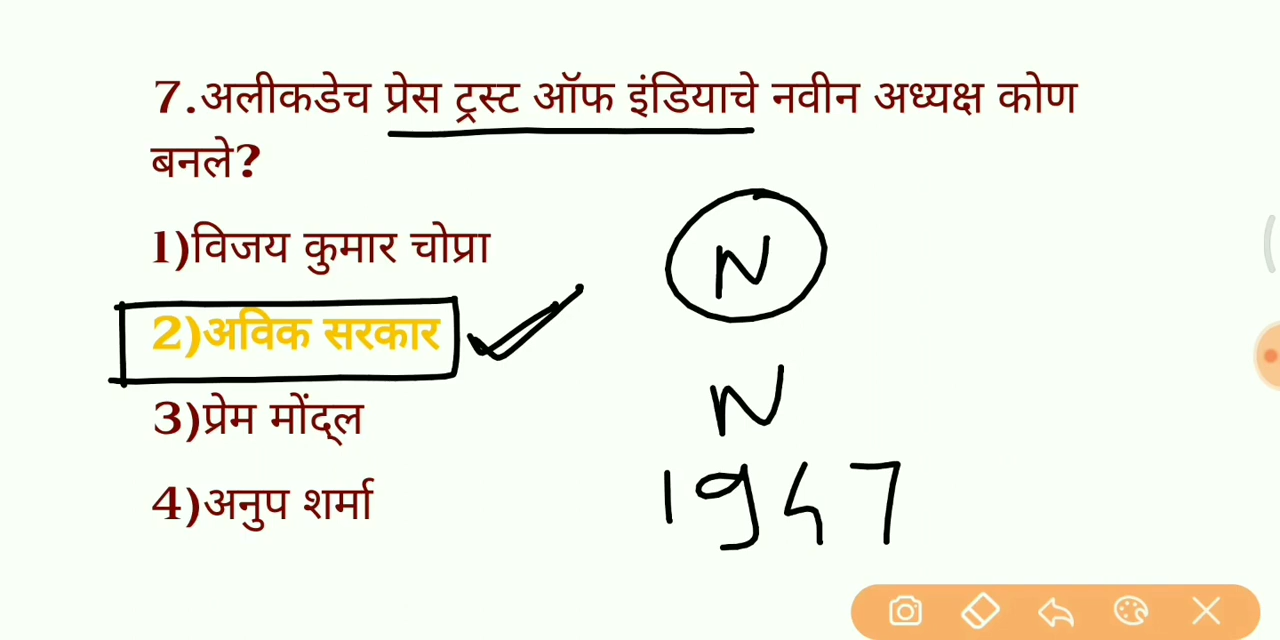 7.अलीकडेच प्रेस ट्रस्ट ऑफ इंडियाचे नवीन अध्यक्ष कोण
बनले?
1)विजय कुमार चोप्रा
2)अविक सरकार
3)प्रेम मोंद्ल
4)अनुप शर्मा
N
N
1947